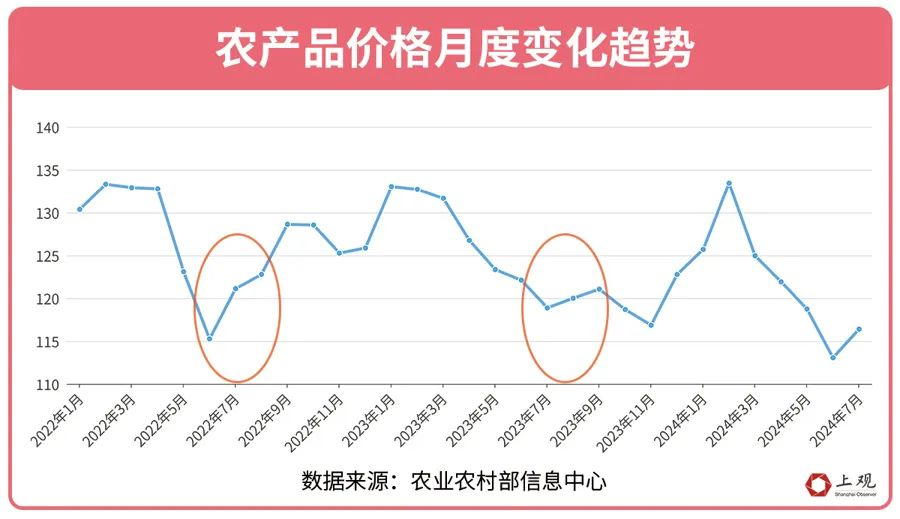 农产品价格月度变化趋势
140
135
130
125
120
115
110
2022年1月
2022年3月
2022年5月
2022年7月
2022年9月
2022年11月
2023年1月
2023年3月
2023年5月
2023年7月
2023年9月
2023年11月
2024年1月
2024年3月
2024年5月
2024年7月
数据来源：农业农村部信息中心
上观
Shanghai Observer